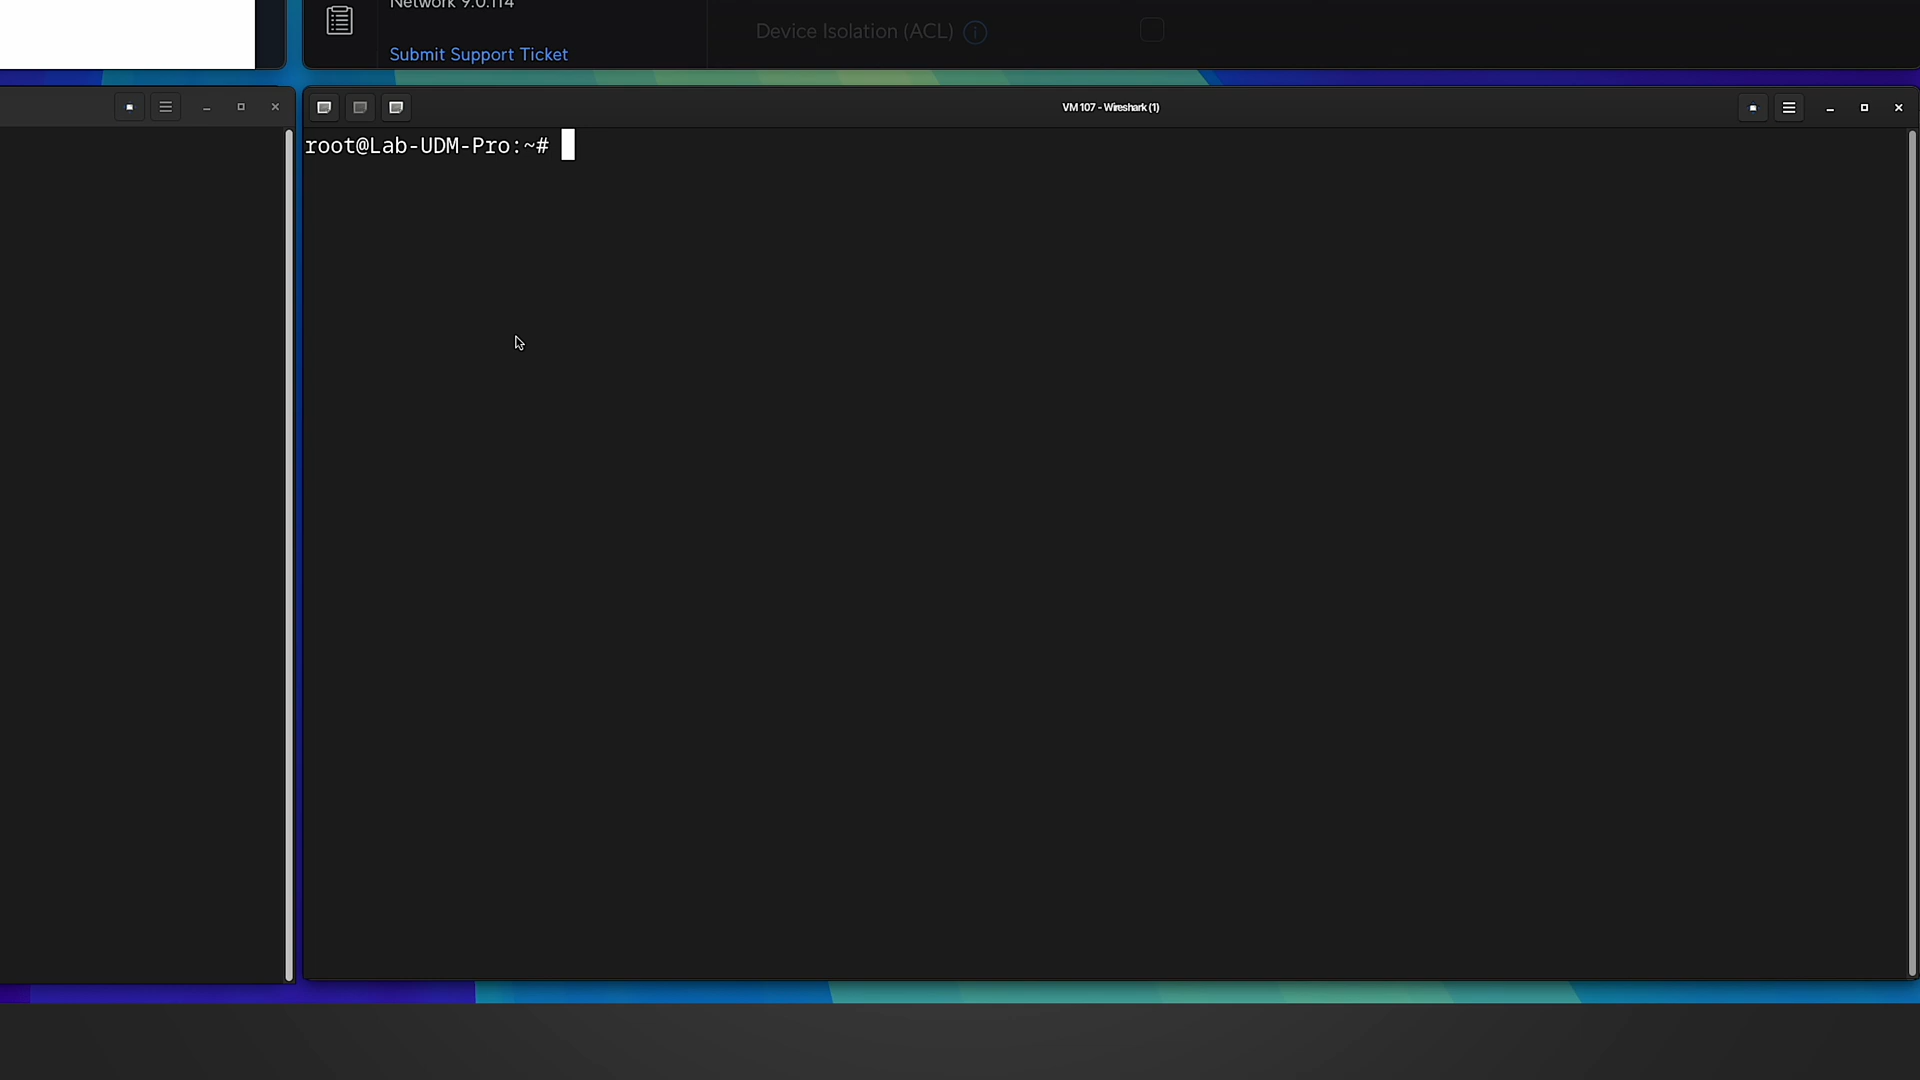 Network 9.0.114
Submit Support Ticket
Device Isolation (ACL)
VM 107 - Wireshark (1)
root@Lab-UDM-Pro:~#